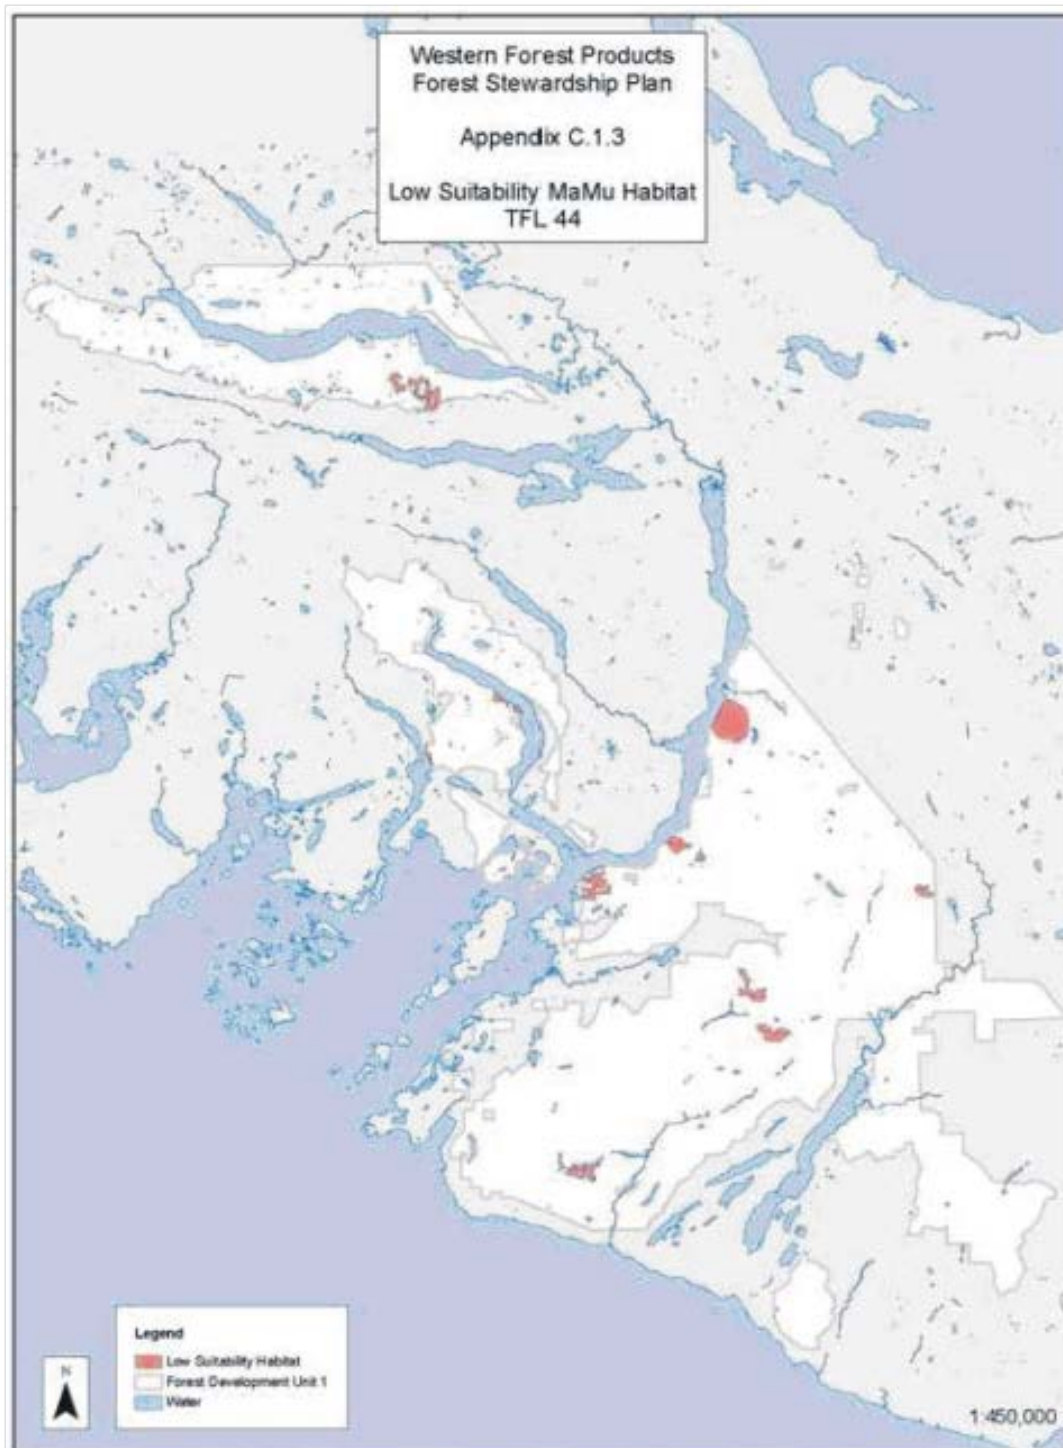 Western Forest Products
Forest Stewardship Plan
Appendix C.1.3
Low Suitability MaMu Habitat
TFL 44
Legend
Low Suitability Habitat
Forest Development Unit 1
Water
N
1:450,000